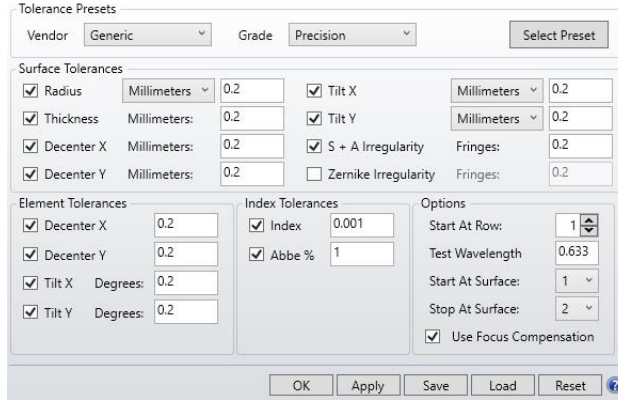 Tolerance Presets
Vendor Generic Grade Precision Select Preset
Surface Tolerances
Radius Millimeters 0.2 Tilt X Millimeters 0.2
Thickness Millimeters: 0.2 Tilt Y Millimeters 0.2
Decenter X Millimeters: 0.2 S + A Irregularity Fringes: 0.2
Decenter Y Millimeters: 0.2 Zernike Irregularity Fringes: 0.2
Element Tolerances Index Tolerances Options
Decenter X 0.2 Index 0.001 Start At Row: 1
Decenter Y 0.2 Abbe % 1 Test Wavelength 0.633
Tilt X Degrees: 0.2 Start At Surface: 1
Tilt Y Degrees: 0.2 Stop At Surface: 2
Use Focus Compensation
OK Apply Save Load Reset ?